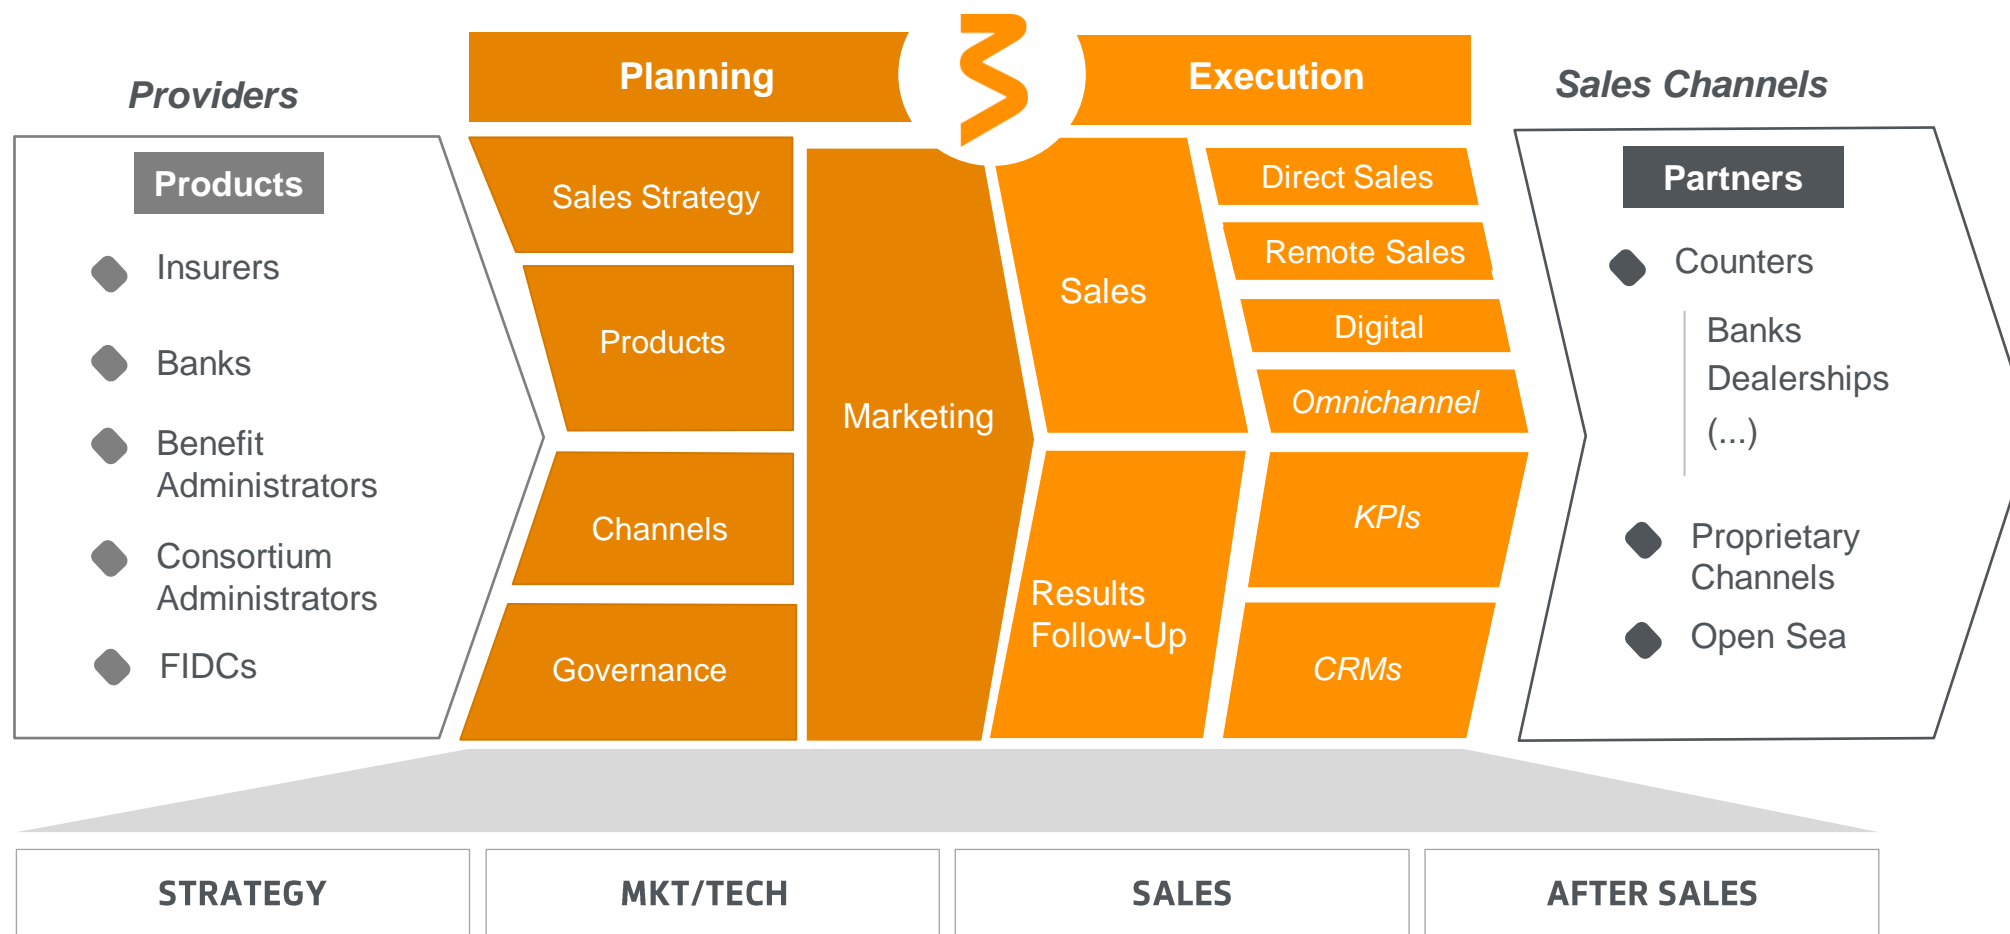 Providers
Products
Insurers
Banks
Benefit
Administrators
Consortium
Administrators
FIDCs
Planning
Sales Strategy
Products
Channels
Governance
Marketing
Execution
Sales
Results
Follow-Up
Direct Sales
Remote Sales
Digital
Omnichannel
KPIs
CRMs
Sales Channels
Partners
Counters
Banks
Dealerships
(...)
Proprietary
Channels
Open Sea
STRATEGY
MKT/TECH
SALES
AFTER SALES